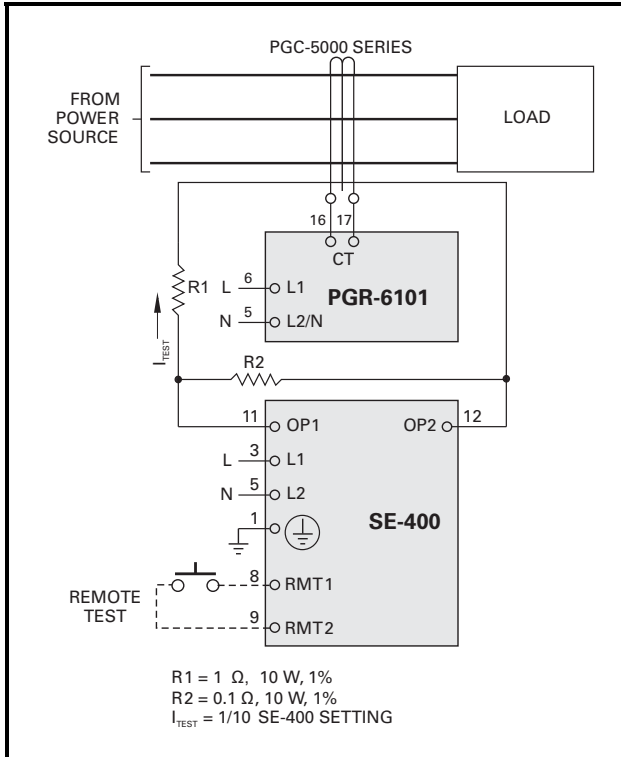 PGC-5000 SERIES
FROM
POWER
SOURCE
LOAD
16 17
CT
R1
L 6 L1
PGR-6101
N 5 L2/N
I TEST
R2
11 OP1
OP2 12
L 3 L1
N 5 L2
1
SE-400
REMOTE
TEST
8 RMT1
9 RMT2
R1 = 1 Ω, 10 W, 1%
R2 = 0.1 Ω, 10 W, 1%
I TEST = 1/10 SE-400 SETTING